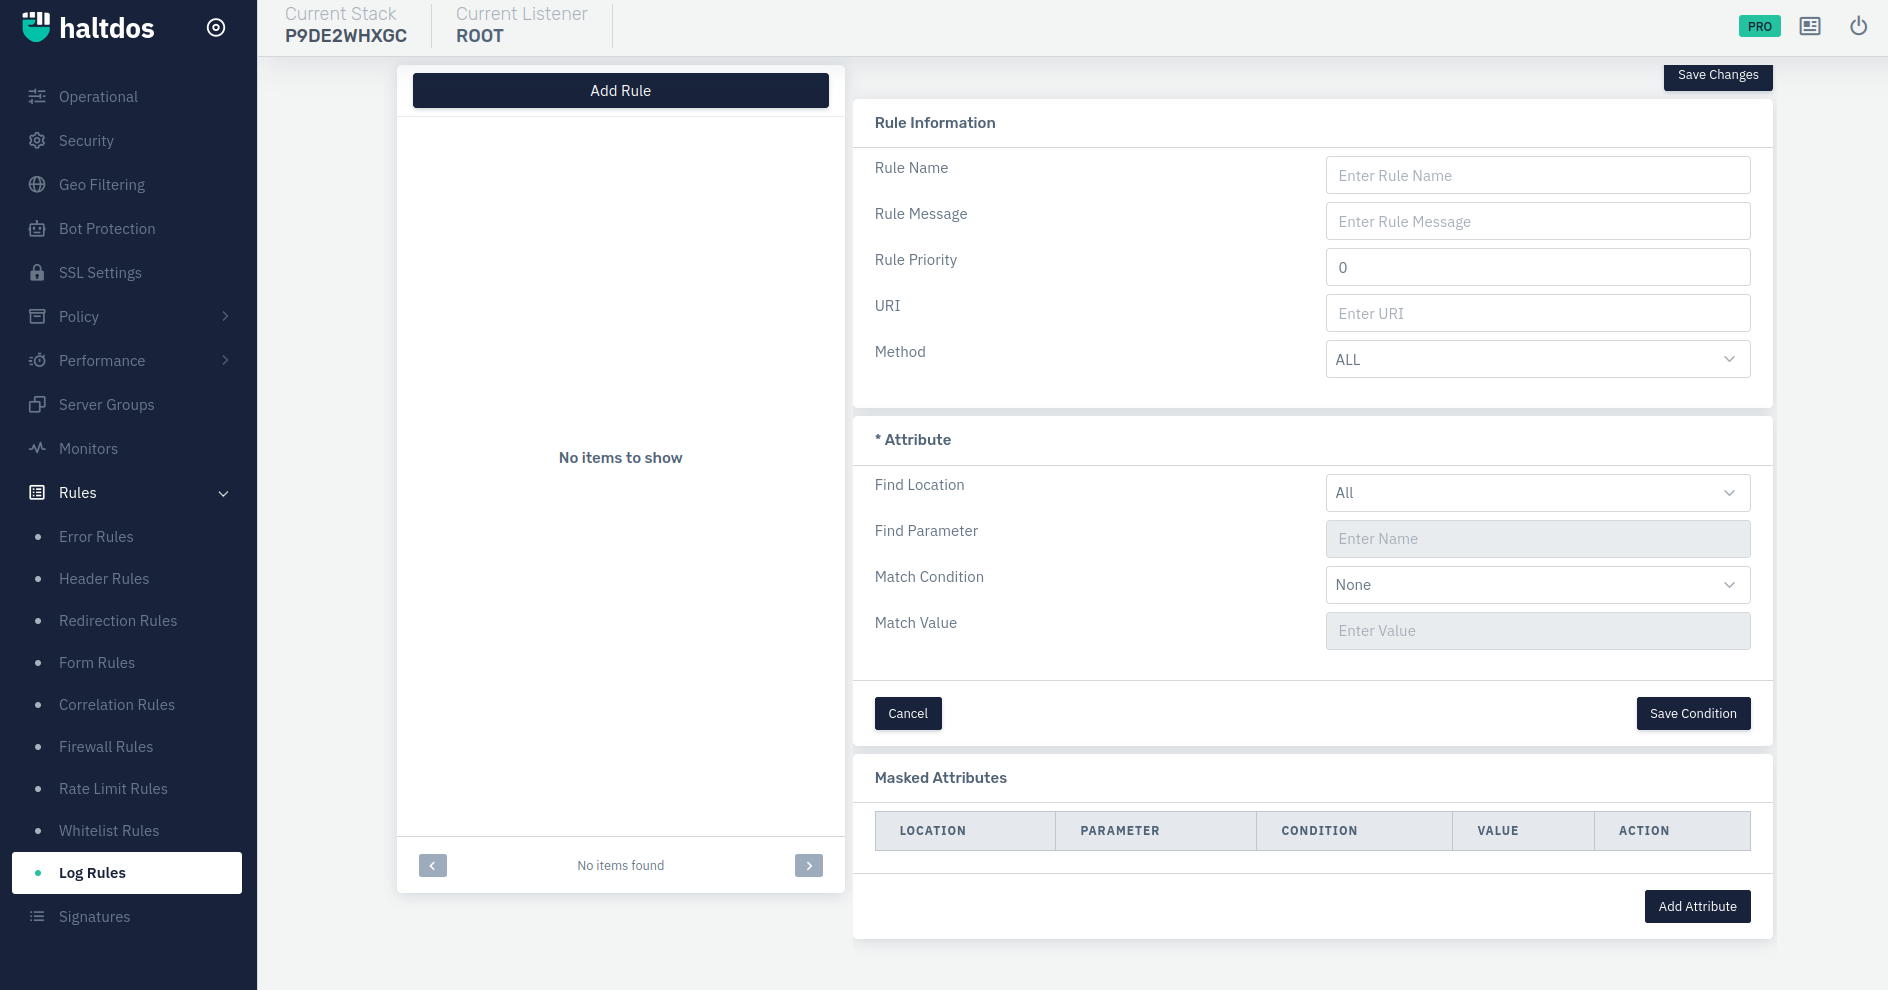 haltdos
Current Stack
P9DE2WHXGC
Current Listener
ROOT
PRO
Operational
Security
Geo Filtering
Bot Protection
SSL Settings
Policy
Performance
Server Groups
Monitors
Rules
Error Rules
Header Rules
Redirection Rules
Form Rules
Correlation Rules
Firewall Rules
Rate Limit Rules
Whitelist Rules
Log Rules
Signatures
Add Rule
No items to show
No items found
Save Changes
Rule Information
Rule Name
Enter Rule Name
Rule Message
Enter Rule Message
Rule Priority
0
URI
Enter URI
Method
ALL
* Attribute
Find Location
All
Find Parameter
Enter Name
Match Condition
None
Match Value
Enter Value
Cancel
Save Condition
Masked Attributes
LOCATION PARAMETER CONDITION VALUE ACTION
Add Attribute